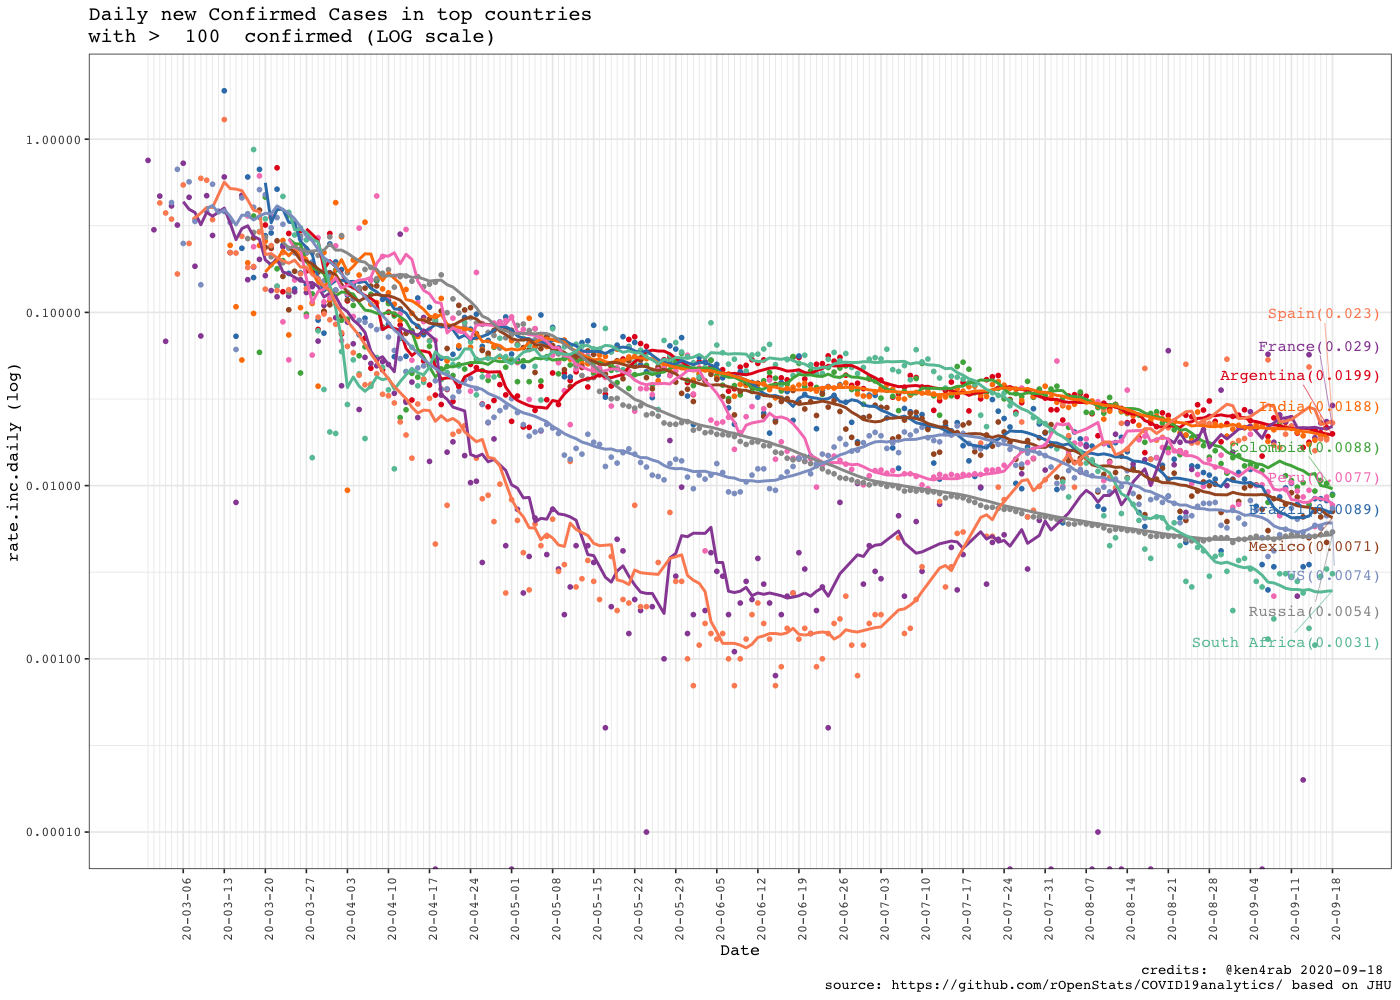 Daily new Confirmed Cases in top countries
with >  100  confirmed (LOG scale)
rate.inc.daily (log)
1.00000
0.10000
0.01000
0.00100
0.00010
Spain(0.023)
France(0.029)
Argentina(0.0199)
India(0.0188)
Colombia(0.0088)
Peru(0.0077)
Brazil(0.0089)
Mexico(0.0071)
US(0.0074)
Russia(0.0054)
South Africa(0.0031)
20-03-06
20-03-13
20-03-20
20-03-27
20-04-03
20-04-10
20-04-17
20-04-24
20-05-01
20-05-08
20-05-15
20-05-22
20-05-29
20-06-05
20-06-12
20-06-19
20-06-26
20-07-03
20-07-10
20-07-17
20-07-24
20-07-31
20-08-07
20-08-14
20-08-21
20-08-28
20-09-04
20-09-11
20-09-18
Date
credits:  @ken4rab 2020-09-18
source: https://github.com/rOpenStats/COVID19analytics/ based on JHU